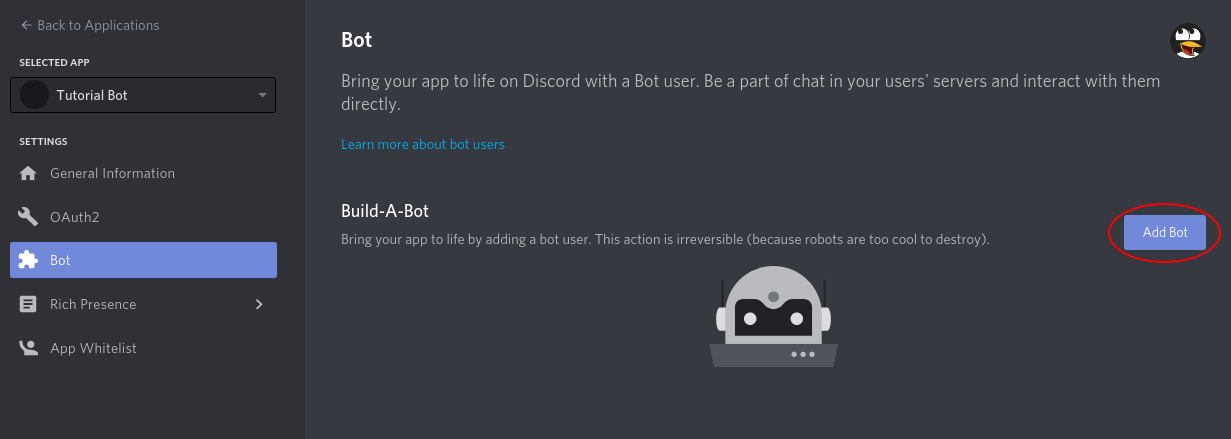 Back to Applications
SELECTED APP
Tutorial Bot
SETTINGS
General Information
OAuth2
Bot
Rich Presence
App Whitelist
Bot
Bring your app to life on Discord with a Bot user. Be a part of chat in your users' servers and interact with them
directly.
Learn more about bot users
Build-A-Bot
Bring your app to life by adding a bot user. This action is irreversible (because robots are too cool to destroy).
Add Bot